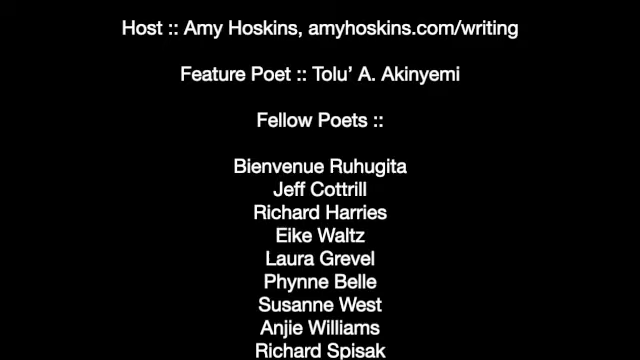 Host :: Amy Hoskins, amyhoskins.com/writing
Feature Poet :: Tolu’ A. Akinyemi
Fellow Poets ::
Bienvenue Ruhugita
Jeff Cottrill
Richard Harries
Eike Waltz
Laura Grevel
Phynne Belle
Susanne West
Anjie Williams
Richard Spisak